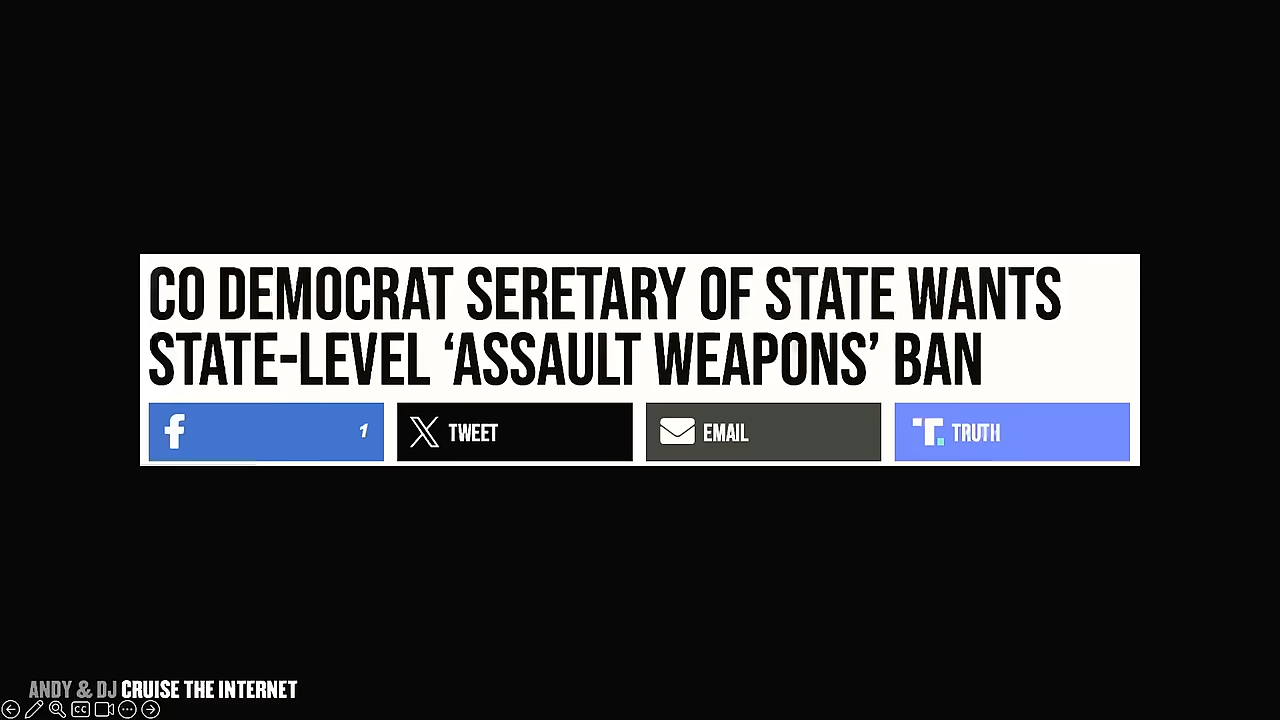 CO DEMOCRAT SERETARY OF STATE WANTS
STATE-LEVEL ‘ASSAULT WEAPONS’ BAN
1 TWEET EMAIL TRUTH
ANDY & DJ CRUISE THE INTERNET
CC